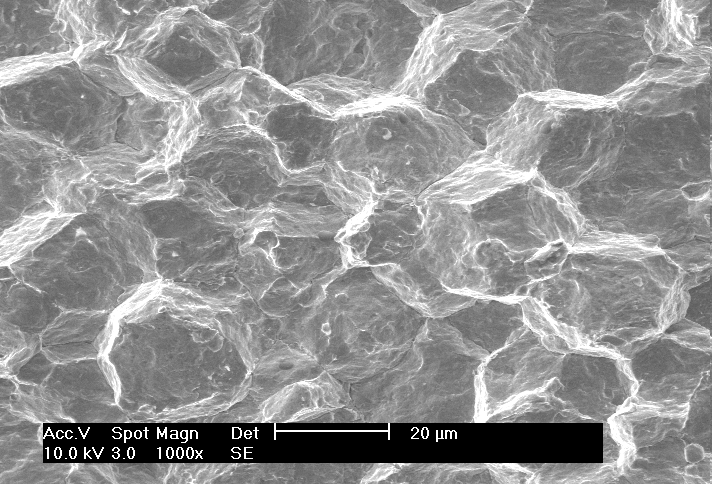 Acc.V Spot Magn Det 20 µm
10.0 kV 3.0 1000x SE